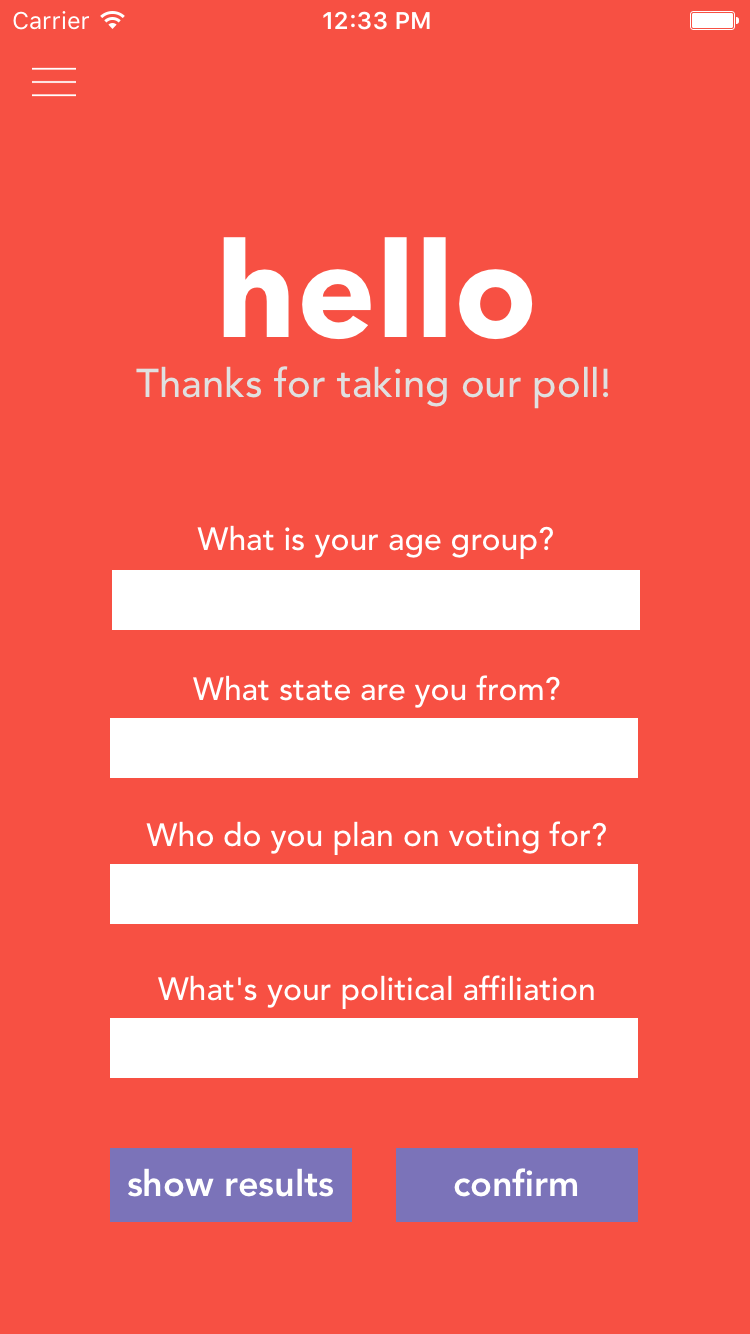 Carrier 12:33 PM
hello
Thanks for taking our poll!
What is your age group?
What state are you from?
Who do you plan on voting for?
What's your political affiliation
show results confirm